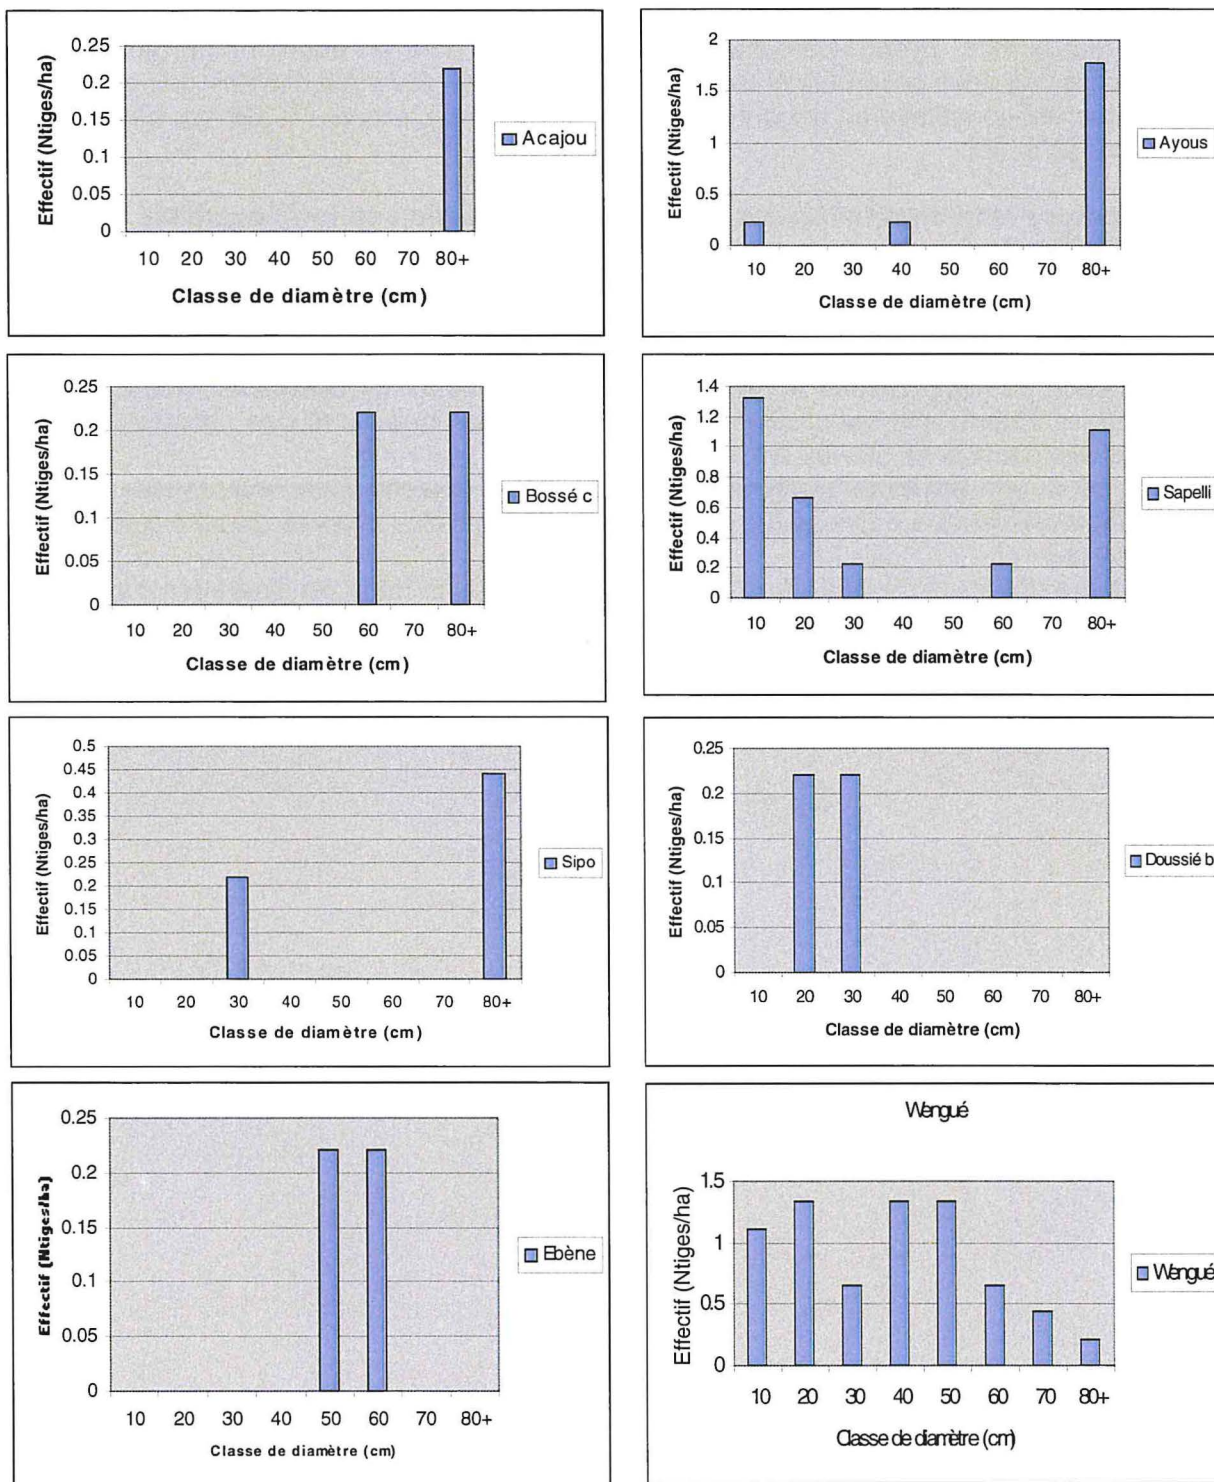 Effectif (Ntiges/ha)
0.25
0.2
0.15
0.1
0.05
0
10 20 30 40 50 60 70 80+
Classe de diamètre (cm)
Acajou
Effectif (Ntiges/ha)
2
1.5
1
0.5
0
10 20 30 40 50 60 70 80+
Classe de diamètre (cm)
Ayous
Effectif (Ntiges/ha)
0.25
0.2
0.15
0.1
0.05
0
10 20 30 40 50 60 70 80+
Classe de diamètre (cm)
Bossé c
Effectif (Ntiges/ha)
1.4
1.2
1
0.8
0.6
0.4
0.2
0
10 20 30 40 50 60 70 80+
Classe de diamètre (cm)
Sapelli
Effectif (Ntiges/ha)
0.5
0.45
0.4
0.35
0.3
0.25
0.2
0.15
0.1
0.05
0
10 20 30 40 50 60 70 80+
Classe de diamètre (cm)
Sipo
Effectif (Ntiges/ha)
0.25
0.2
0.15
0.1
0.05
0
10 20 30 40 50 60 70 80+
Classe de diamètre (cm)
Doussié b
Effectif (Ntiges/ha)
0.25
0.2
0.15
0.1
0.05
0
10 20 30 40 50 60 70 80+
Classe de diamètre (cm)
Ebène
Wengué
Effectif (Ntiges/ha)
1.5
1
0.5
0
10 20 30 40 50 60 70 80+
Classe de diamètre (cm)
Wengué